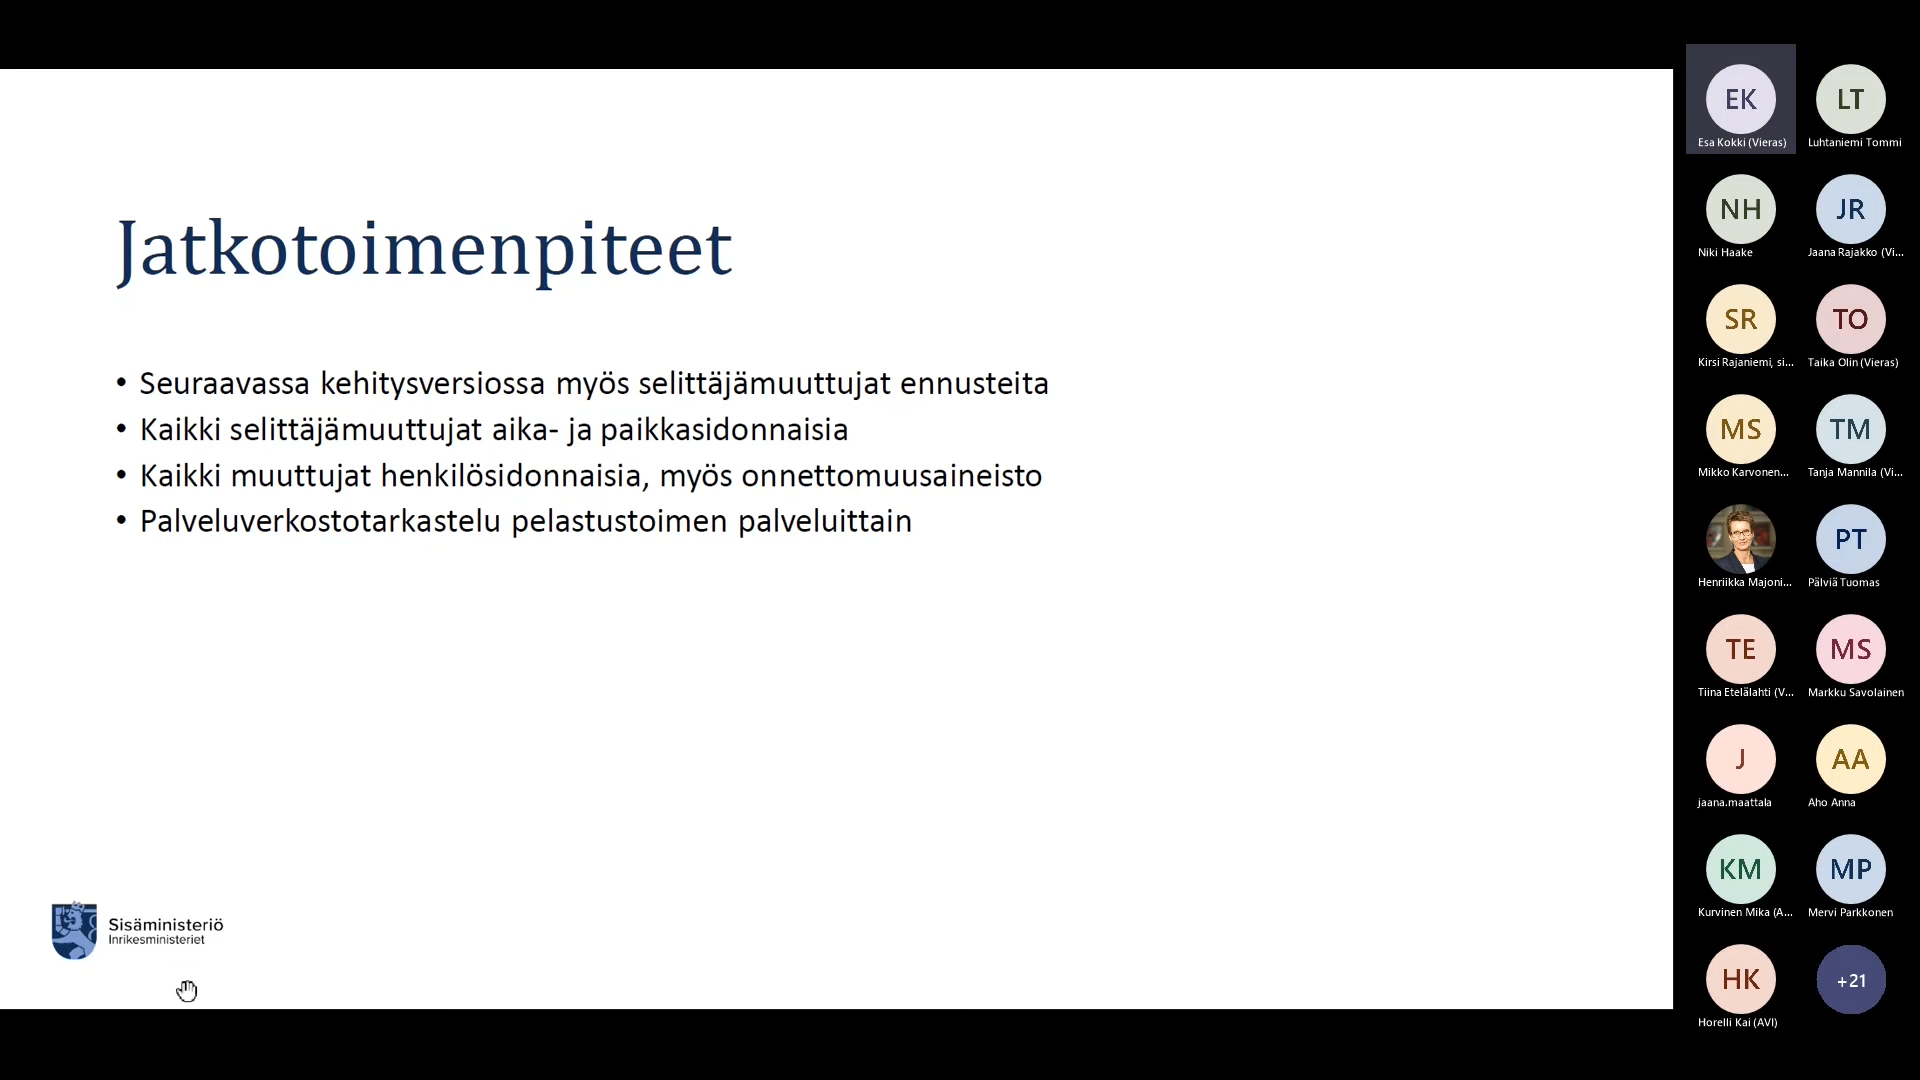 Jatkotoimenpiteet
• Seuraavassa kehitysversiossa myös selittäjämuuttujat ennusteita
• Kaikki selittäjämuuttujat aika- ja paikkasidonnaisia
• Kaikki muuttujat henkilösidonnaisia, myös onnettomuusaineisto
• Palveluverkostotarkastelu pelastustoimen palveluittain
Sisäministeriö
Inrikesministeriet
EK
Esa Kokki (Vieras)
LT
Luhtaniemi Tommi
NH
Niki Haake
JR
Jaana Rajakko (Vi...
SR
Kirsi Rajaniemi, si...
TO
Taika Olin (Vieras)
MS
Mikko Karvonen...
TM
Tanja Mannila (Vi...
Henriikka Majoni...
PT
Pälviä Tuomas
TE
Tiina Etelälahti (V...
MS
Markku Savolainen
J
jaana.maattala
AA
Aho Anna
KM
Kurvinen Mika (A...
MP
Mervi Parkkonen
HK
Horelli Kai (AVI)
+21